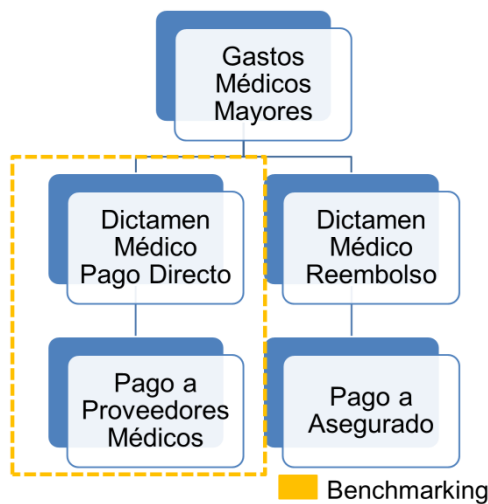 Gastos
Médicos
Mayores
Dictamen
Médico
Pago Directo
Dictamen
Médico
Reembolso
Pago a
Proveedores
Médicos
Pago a
Asegurado
Benchmarking